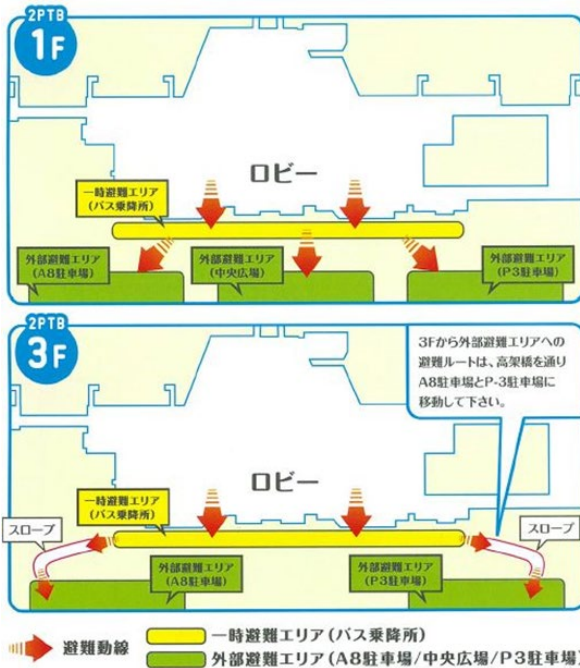 2PTB
1F
ロビー
一時避難エリア
(バス乗降所)
外部避難エリア
(A8駐車場)
外部避難エリア
(中央広場)
外部避難エリア
(P3駐車場)
2PTB
3F
3Fから外部避難エリアへの
避難ルートは、高架橋を通り
A8駐車場とP-3駐車場に
移動して下さい。
ロビー
一時避難エリア
(バス乗降所)
スロープ
スロープ
外部避難エリア
(A8駐車場)
外部避難エリア
(P3駐車場)
避難動線
一時避難エリア(バス乗降所)
外部避難エリア(A8駐車場/中央広場/P3駐車場)